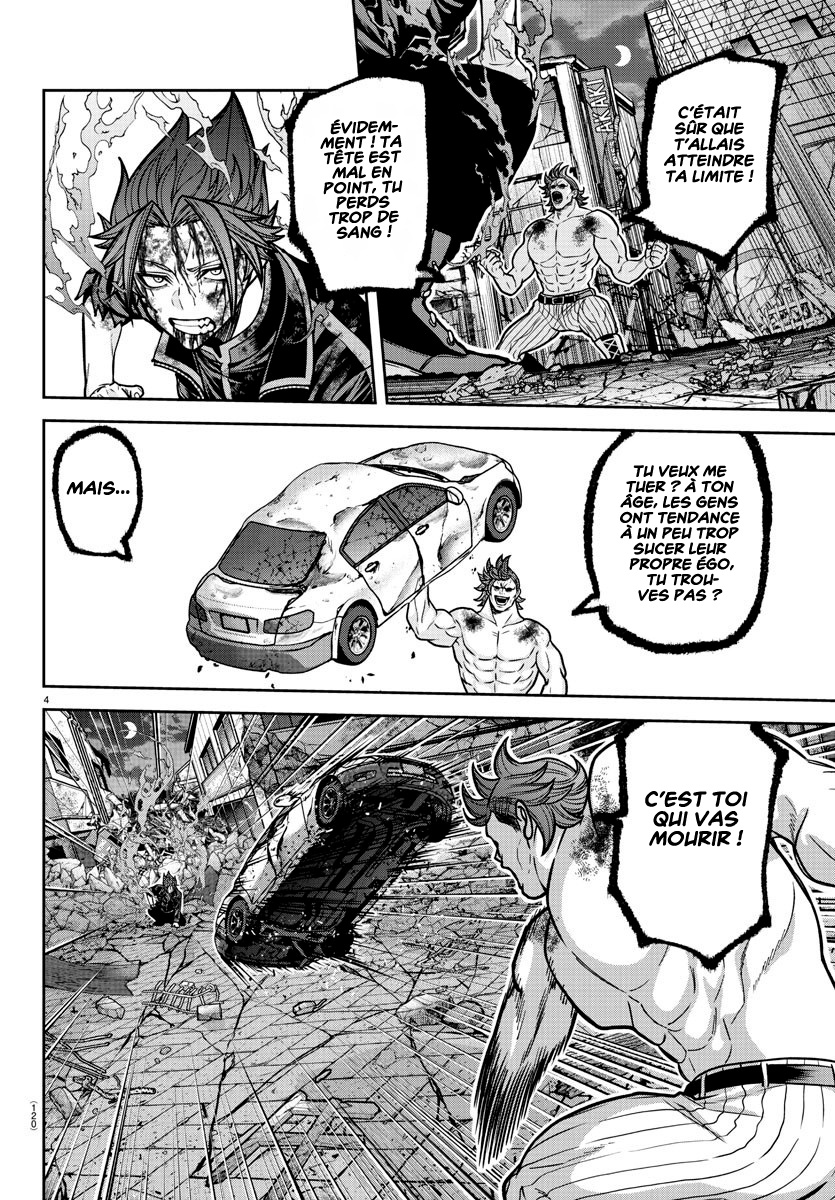 C'ÉTAIT
SÛR QUE
T'ALLAIS
ATTEINDRE
TA LIMITE !
AKAKI
ÉVIDEM-
MENT ! TA
TÊTE EST
MAL EN
POINT, TU
PERDS
TROP DE
SANG !
TU VEUX ME
TUER ? À TON
ÂGE, LES GENS
ONT TENDANCE
À UN PEU TROP
SUCER LEUR
PROPRE ÉGO,
TU TROU-
VES PAS ?
MAIS...
4
C'EST TOI
QUI VAS
MOURIR !
(120)